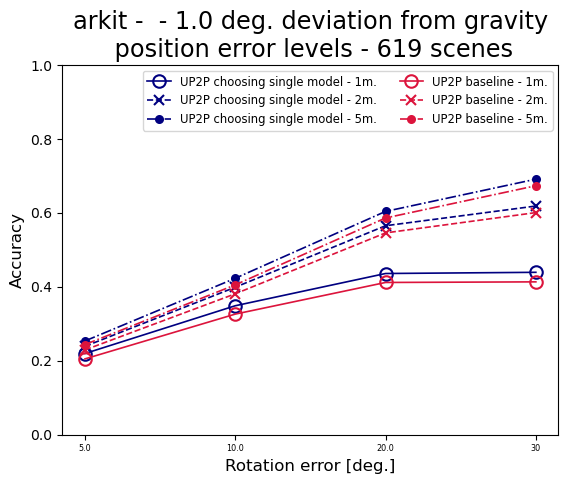 arkit -  - 1.0 deg. deviation from gravity
position error levels - 619 scenes
1.0
0.8
0.6
0.4
0.2
0.0
Accuracy
UP2P choosing single model - 1m.
UP2P choosing single model - 2m.
UP2P choosing single model - 5m.
UP2P baseline - 1m.
UP2P baseline - 2m.
UP2P baseline - 5m.
5.0
10.0
20.0
30
Rotation error [deg.]